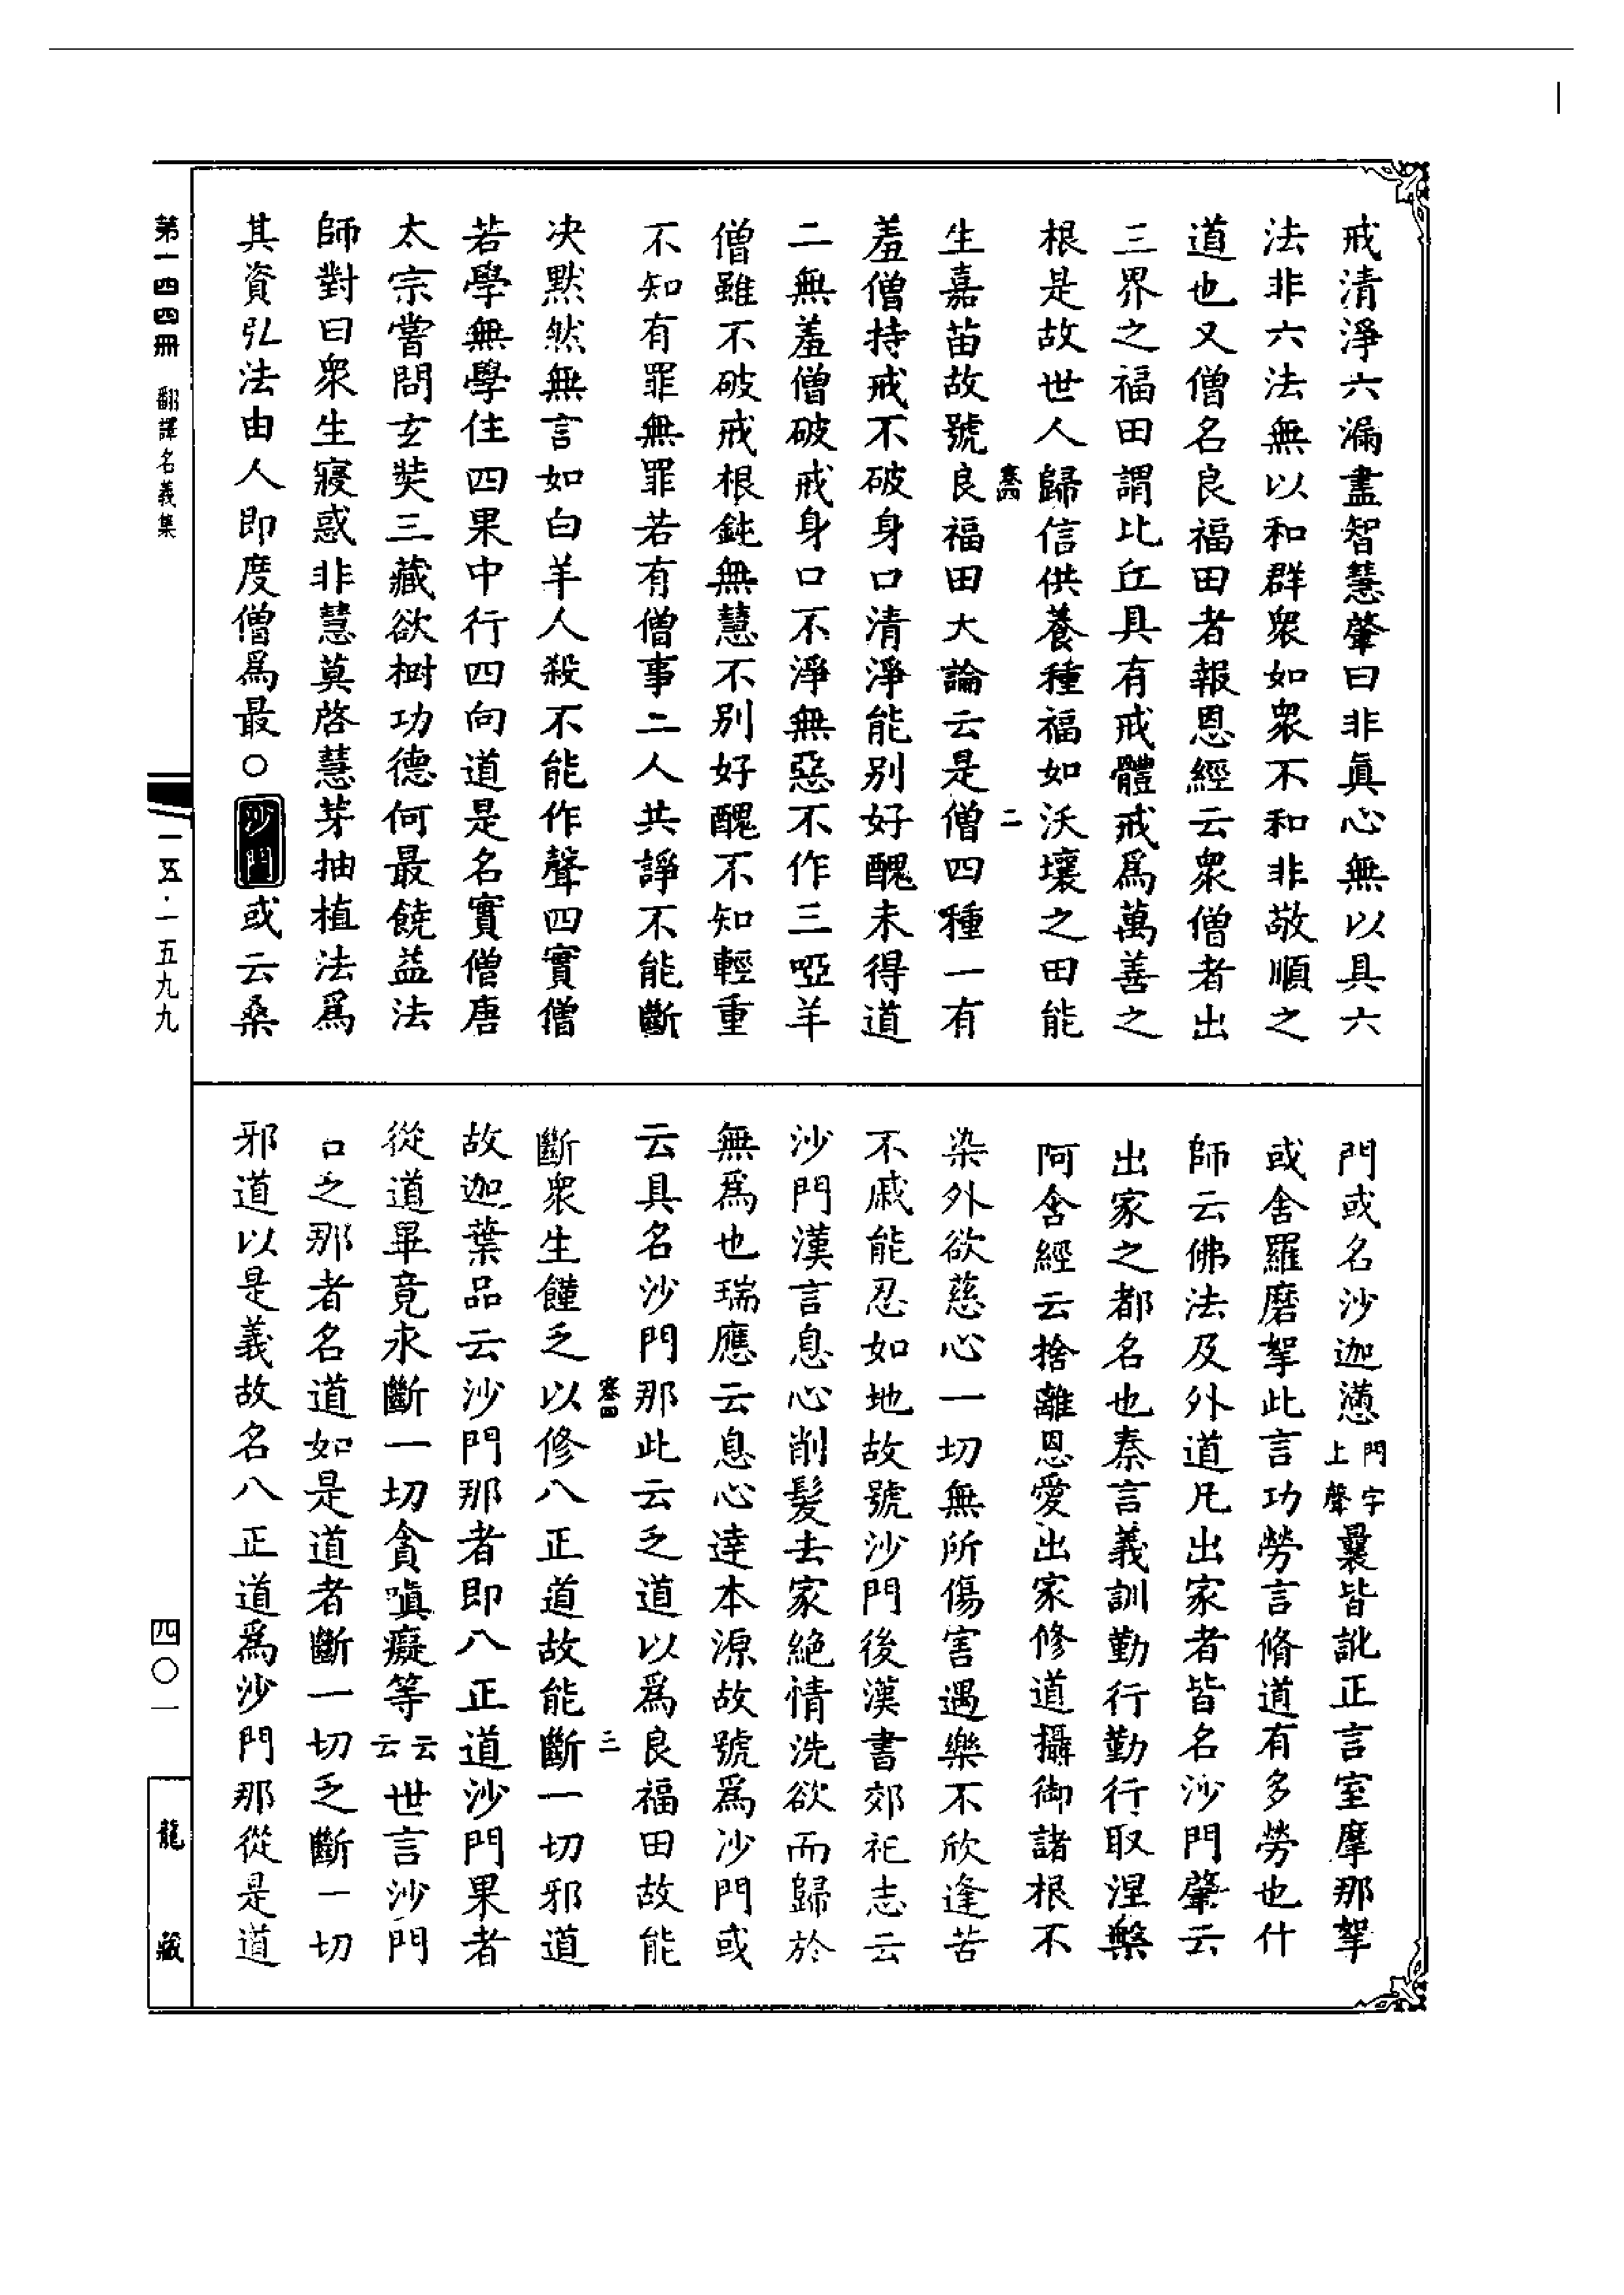 戒清淨六漏盡智慧肇曰非眞心無以具六
法非六法無以和群衆如衆不和非敬順之
道也又僧名良福田者報恩經云衆僧者出
三界之福田謂比丘具有戒體戒爲萬善之
根是故世人歸信供養種福如沃壤之田能
塞四 二
生嘉苗故號良福田大論云是僧四種一有
羞僧持戒不破身口清淨能別好醜未得道
二無羞僧破戒身口不淨無惡不作三啞羊
僧雖不破戒根鈍無慧不別好醜不知輕重
不知有罪無罪若有僧事二人共諍不能斷
决黙然無言如白羊人殺不能作聲四實僧
若學無學住四果中行四向道是名實僧唐
太宗嘗問玄奘三藏欲樹功德何最饒益法
師對曰衆生寢惑非慧莫啓慧芽抽植法爲
其資弘法由人即度僧爲最○沙門或云桑
門或名沙迦懣門字上聲曩皆訛正言室摩那拏
或舍羅磨拏此言功勞言脩道有多勞也什
師云佛法及外道凡出家者皆名沙門肇云
出家之都名也秦言義訓勤行勤行取涅槃
阿含經云捨離恩愛出家修道攝御諸根不
染外欲慈心一切無所傷害遇樂不欣逢苦
不戚能忍如地故號沙門後漢書郊祀志云
沙門漢言息心削髮去家絕情洗欲而歸於
無爲也瑞應云息心達本源故號爲沙門或
云具名沙門那此云乏道以爲良福田故能
塞四 三
斷衆生饉乏以修八正道故能斷一切邪道
故迦葉品云沙門那者即八正道沙門果者
從道畢竟永斷一切貪嗔癡等云云世言沙門
名乏那者名道如是道者斷一切乏斷一切
邪道以是義故名八正道爲沙門那從是道
第一四四冊 翻譯名義集
一五·一五九九
四〇一
龍藏